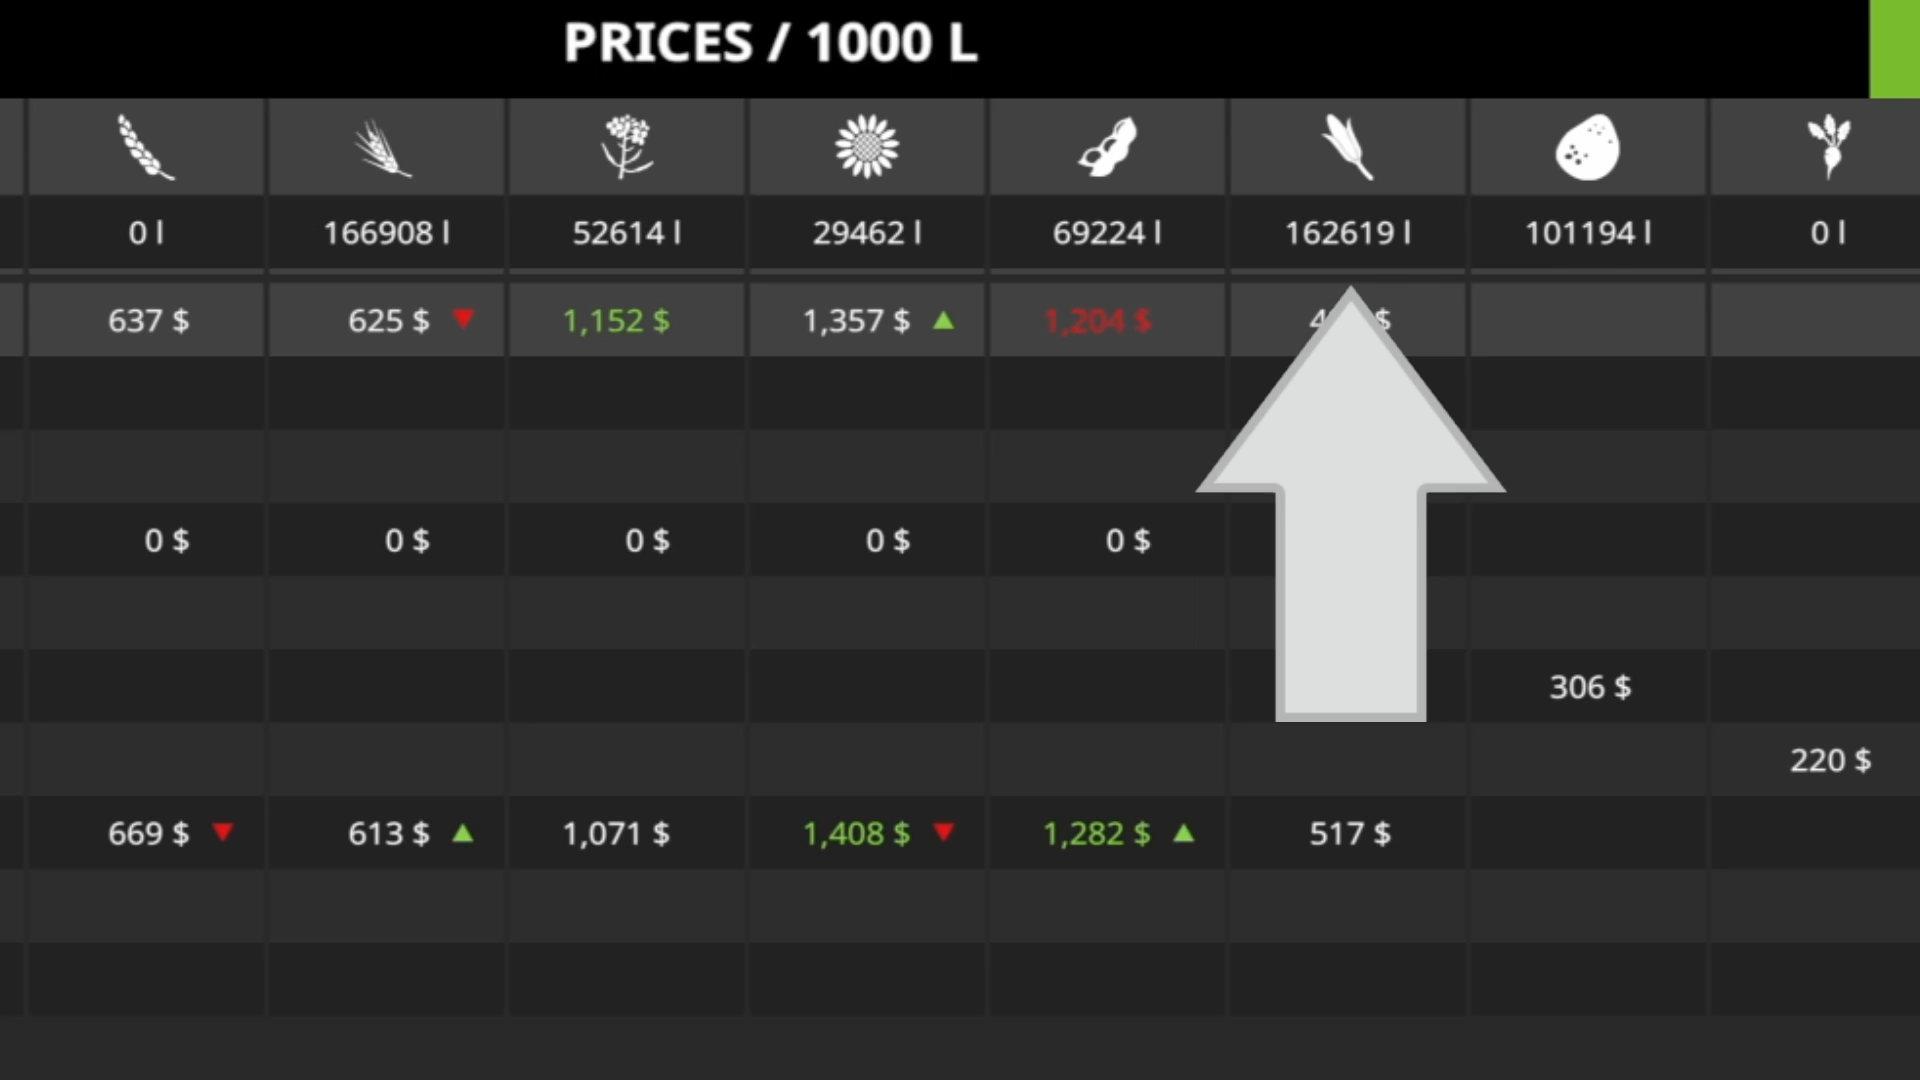 PRICES / 1000 L
0 l 166908 l 52614 l 29462 l 69224 l 162619 l 101194 l 0 l
637 $ 625 $ 1,152 $ 1,357 $ 1,204 $
0 $ 0 $ 0 $ 0 $ 0 $
306 $
220 $
669 $ 613 $ 1,071 $ 1,408 $ 1,282 $ 517 $